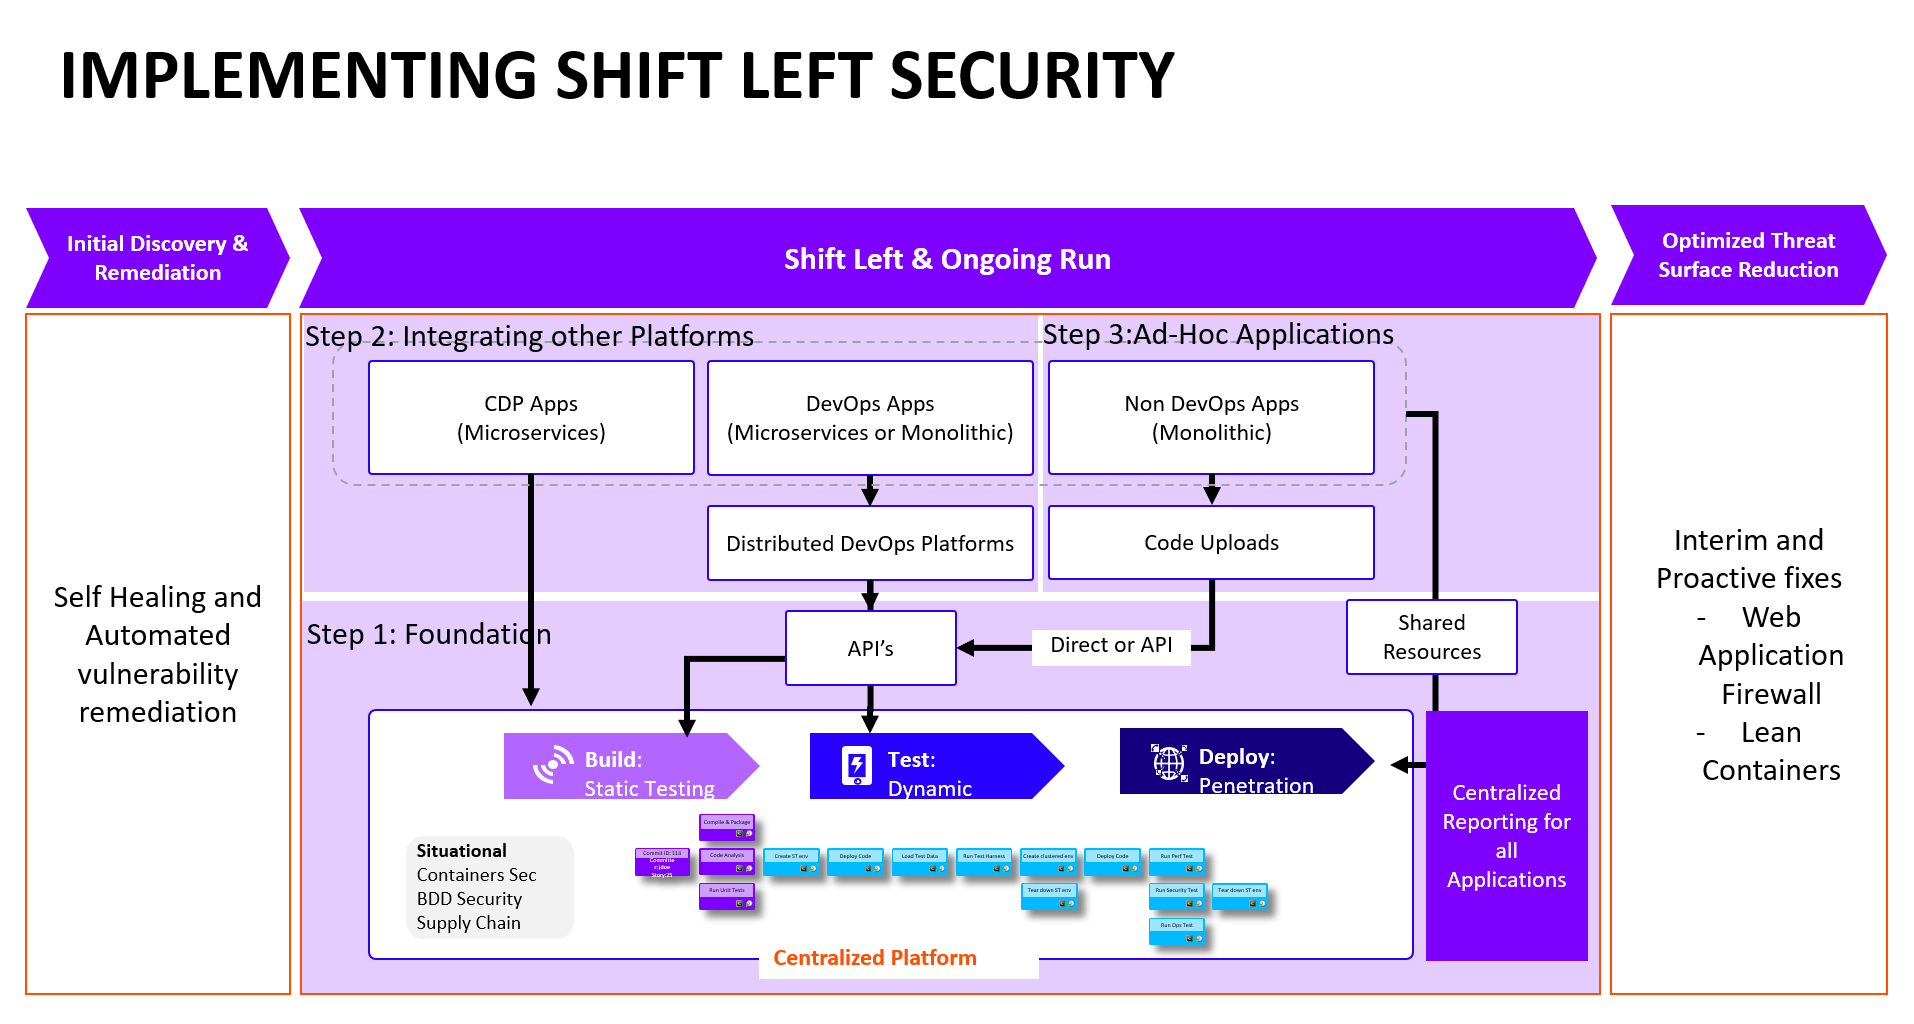 IMPLEMENTING SHIFT LEFT SECURITY
Initial Discovery &
Remediation
Shift Left & Ongoing Run
Optimized Threat
Surface Reduction
Self Healing and
Automated
vulnerability
remediation
Step 2: Integrating other Platforms
Step 3:Ad-Hoc Applications
CDP Apps
(Microservices)
DevOps Apps
(Microservices or Monolithic)
Non DevOps Apps
(Monolithic)
Distributed DevOps Platforms
Code Uploads
Step 1: Foundation
API's
Direct or API
Shared
Resources
Build:
Static Testing
Test:
Dynamic
Deploy:
Penetration
Centralized
Reporting for
all
Applications
Situational
Containers Sec
BDD Security
Supply Chain
Compile & Package
Commit ID: 113
Committe
r:jdoe
Story:25
Code Analysis
Create ST env
Deploy Code
Load Test Data
Run Test Harness
Create clustered env
Deploy Code
Run Perf Test
Run Unit Tests
Tear down ST env
Run Security Test
Tear down ST env
Run Ops Test
Centralized Platform
Interim and
Proactive fixes
- Web
Application
Firewall
- Lean
Containers